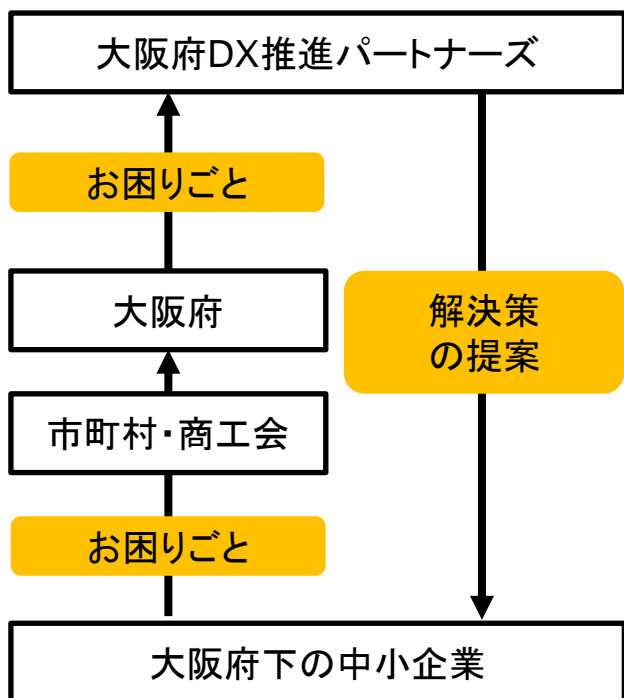 大阪府DX推進パートナーズ
お困りごと
大阪府
解決策
の提案
市町村・商工会
お困りごと
大阪府下の中小企業